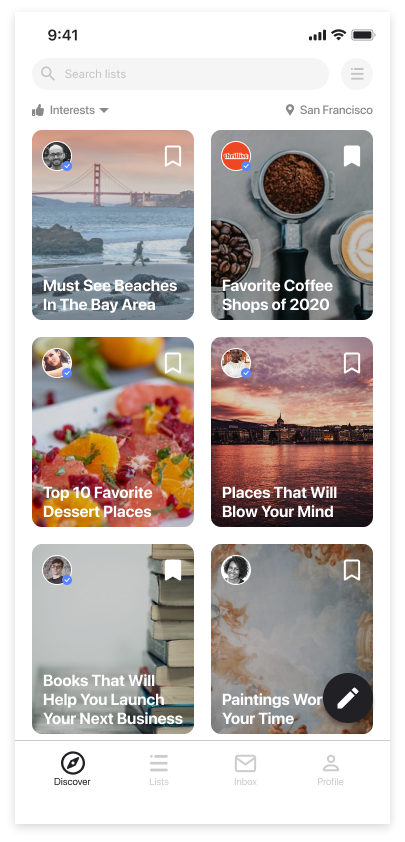 9:41
Search lists
Interests
San Francisco
thrillist
Must See Beaches
In The Bay Area
Favorite Coffee
Shops of 2020
Top 10 Favorite
Dessert Places
Places That Will
Blow Your Mind
Books That Will
Help You Launch
Your Next Business
Paintings Wor
Your Time
Discover
Lists
Inbox
Profile